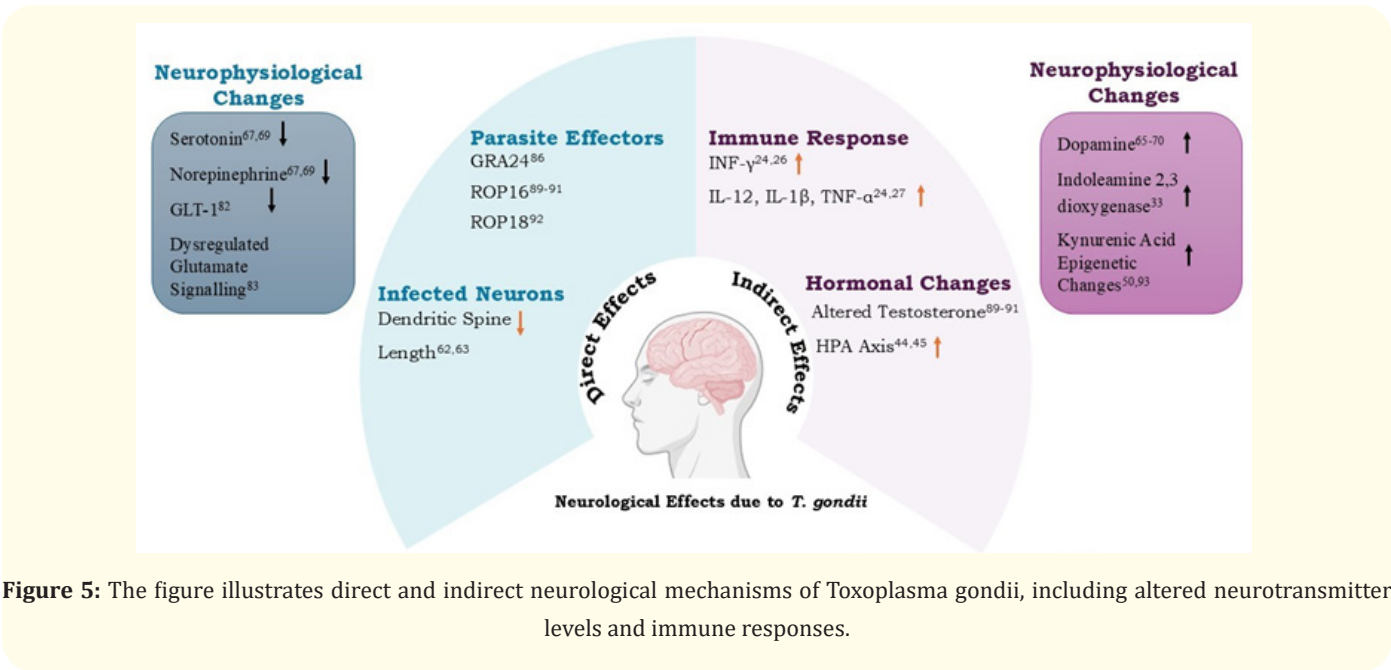 Neurophysiological
Changes
Serotonin67,69 ↓
Norepinephrine67,69 ↓
GLT-182 ↓
Dysregulated
Glutamate
Signalling83
Parasite Effectors
GRA2486
ROP1689-91
ROP1892
Infected Neurons
Dendritic Spine ↓
Length62,63
Direct Effects
Immune Response
INF-γ24,26 ↑
IL-12, IL-1β, TNF-α24,27 ↑
Hormonal Changes
Altered Testosterone89-91
HPA Axis44,45 ↑
Indirect Effects
Neurophysiological
Changes
Dopamine65-70 ↑
Indoleamine 2,3 ↑
dioxygenase33
Kynurenic Acid ↑
Epigenetic
Changes50,93
Neurological Effects due to T. gondii
Figure 5: The figure illustrates direct and indirect neurological mechanisms of Toxoplasma gondii, including altered neurotransmitter
levels and immune responses.